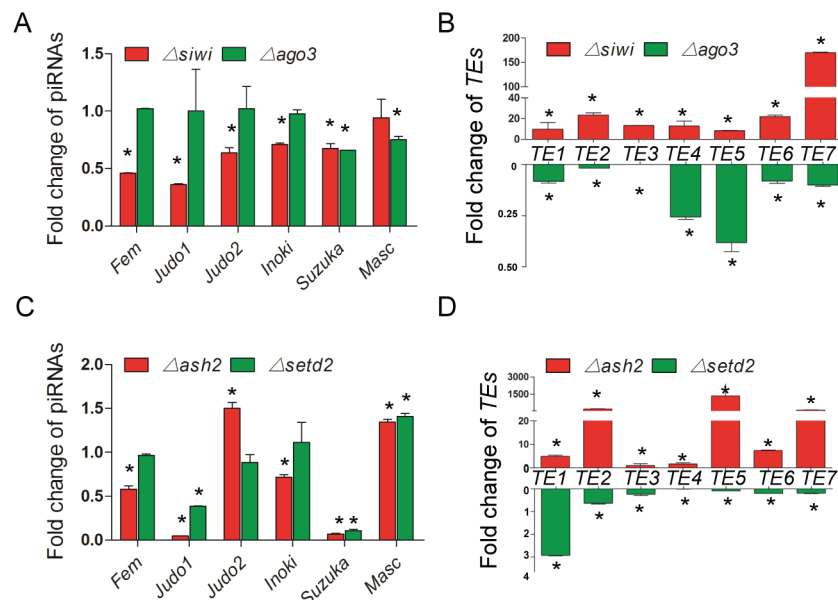 A
△siwi △ago3
Fold change of piRNAs
1.5
1.0
0.5
0.0
* * * * * * *
Fem Judo1 Judo2 Inoki Suzuka Masc
B
△siwi △ago3
Fold change of TEs
200
150
100
40
20
0
* * * * * * *
TE1 TE2 TE3 TE4 TE5 TE6 TE7
0
0.25
0.50
* * * * * * *
C
△ash2 △setd2
Fold change of piRNAs
2.0
1.5
1.0
0.5
0.0
* * * * * * * * *
Fem Judo1 Judo2 Inoki Suzuka Masc
D
△ash2 △setd2
Fold change of TEs
3000
1500
20
10
0
* * * * * * *
TE1 TE2 TE3 TE4 TE5 TE6 TE7
0
1
2
3
4
* * * * * * *